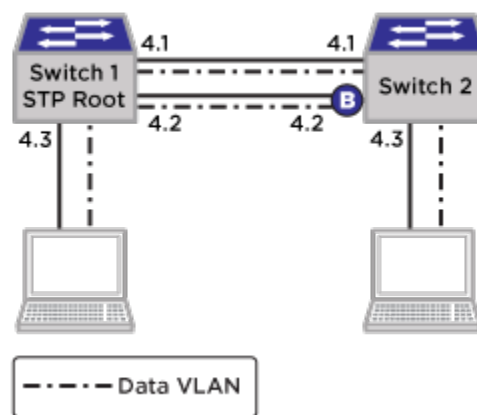 4.1
4.1
Switch 1
STP Root
Switch 2
B
4.2
4.2
4.3
4.3
Data VLAN